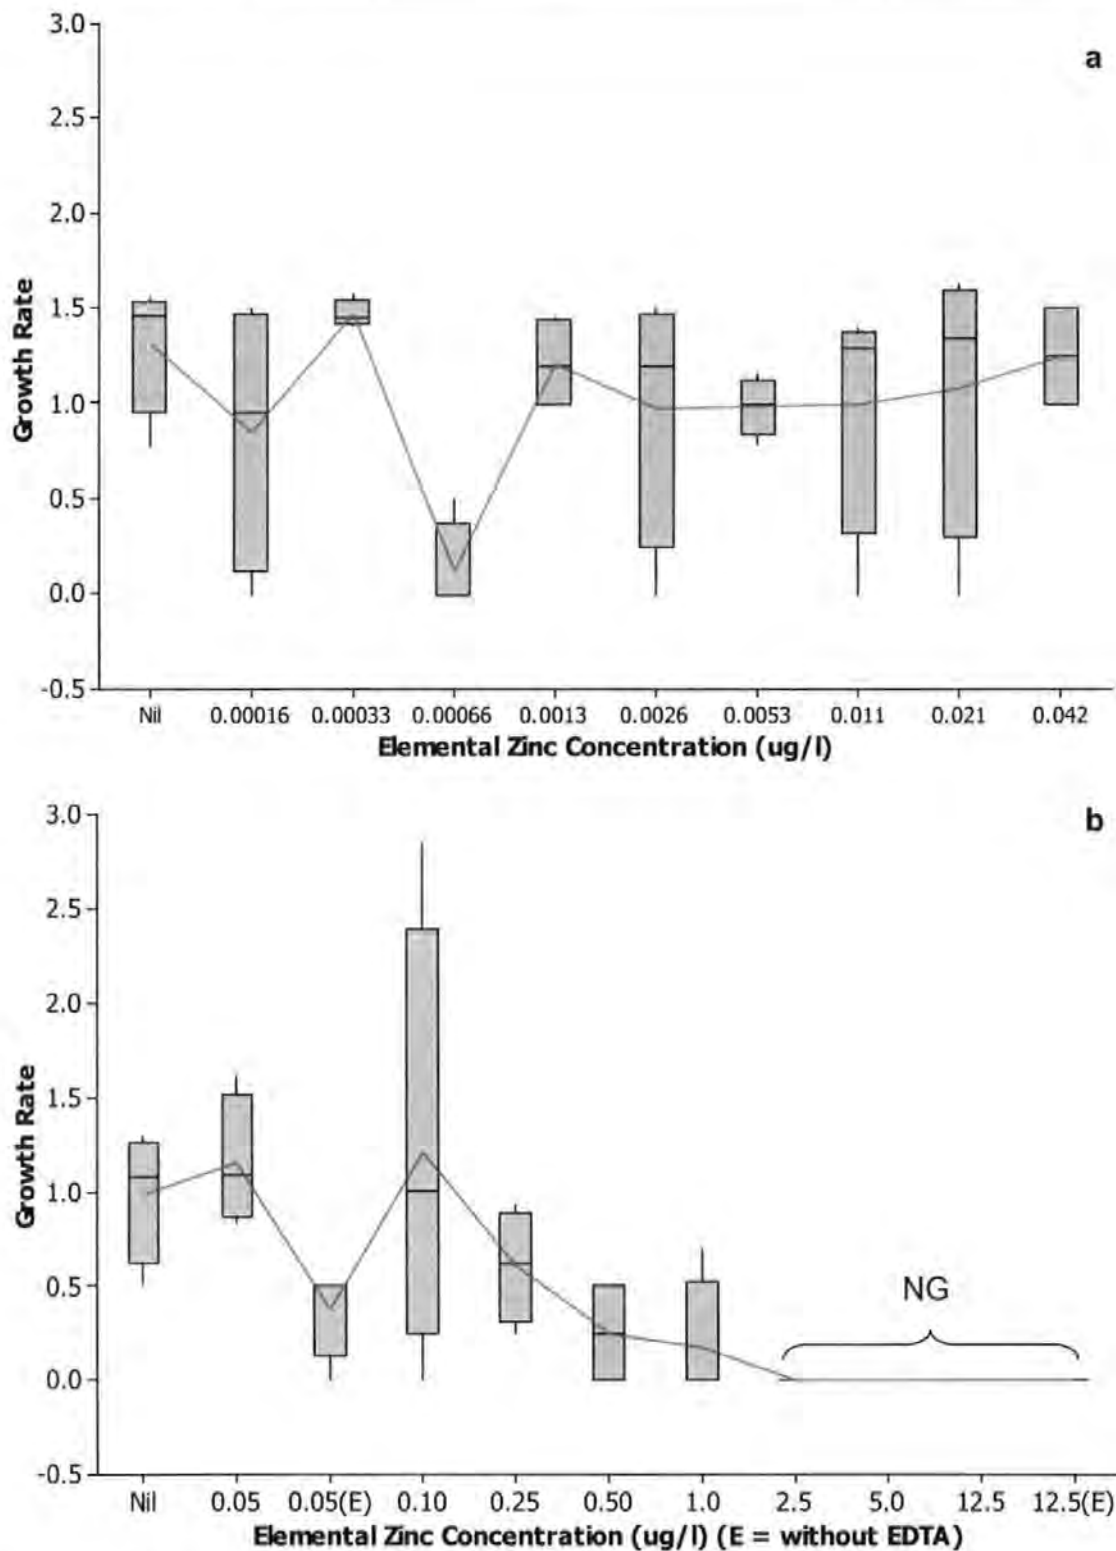 3.0
a
2.5
2.0
1.5
1.0
0.5
0.0
-0.5
Growth Rate
Nil 0.00016 0.00033 0.00066 0.0013 0.0026 0.0053 0.011 0.021 0.042
Elemental Zinc Concentration (ug/l)
3.0
b
2.5
2.0
1.5
1.0
0.5
0.0
-0.5
Growth Rate
NG
Nil 0.05 0.05(E) 0.10 0.25 0.50 1.0 2.5 5.0 12.5 12.5(E)
Elemental Zinc Concentration (ug/l) (E = without EDTA)